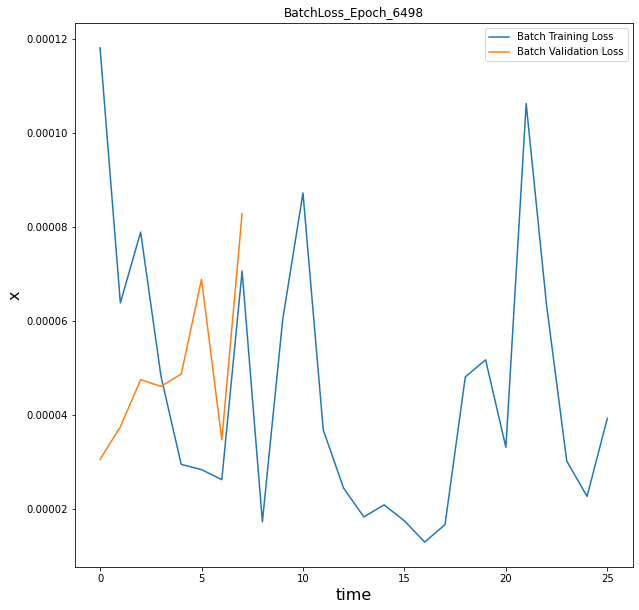 BatchLoss_Epoch_6498
Batch Training Loss
Batch Validation Loss
0.00012
0.00010
0.00008
0.00006
0.00004
0.00002
x
0 5 10 15 20 25
time